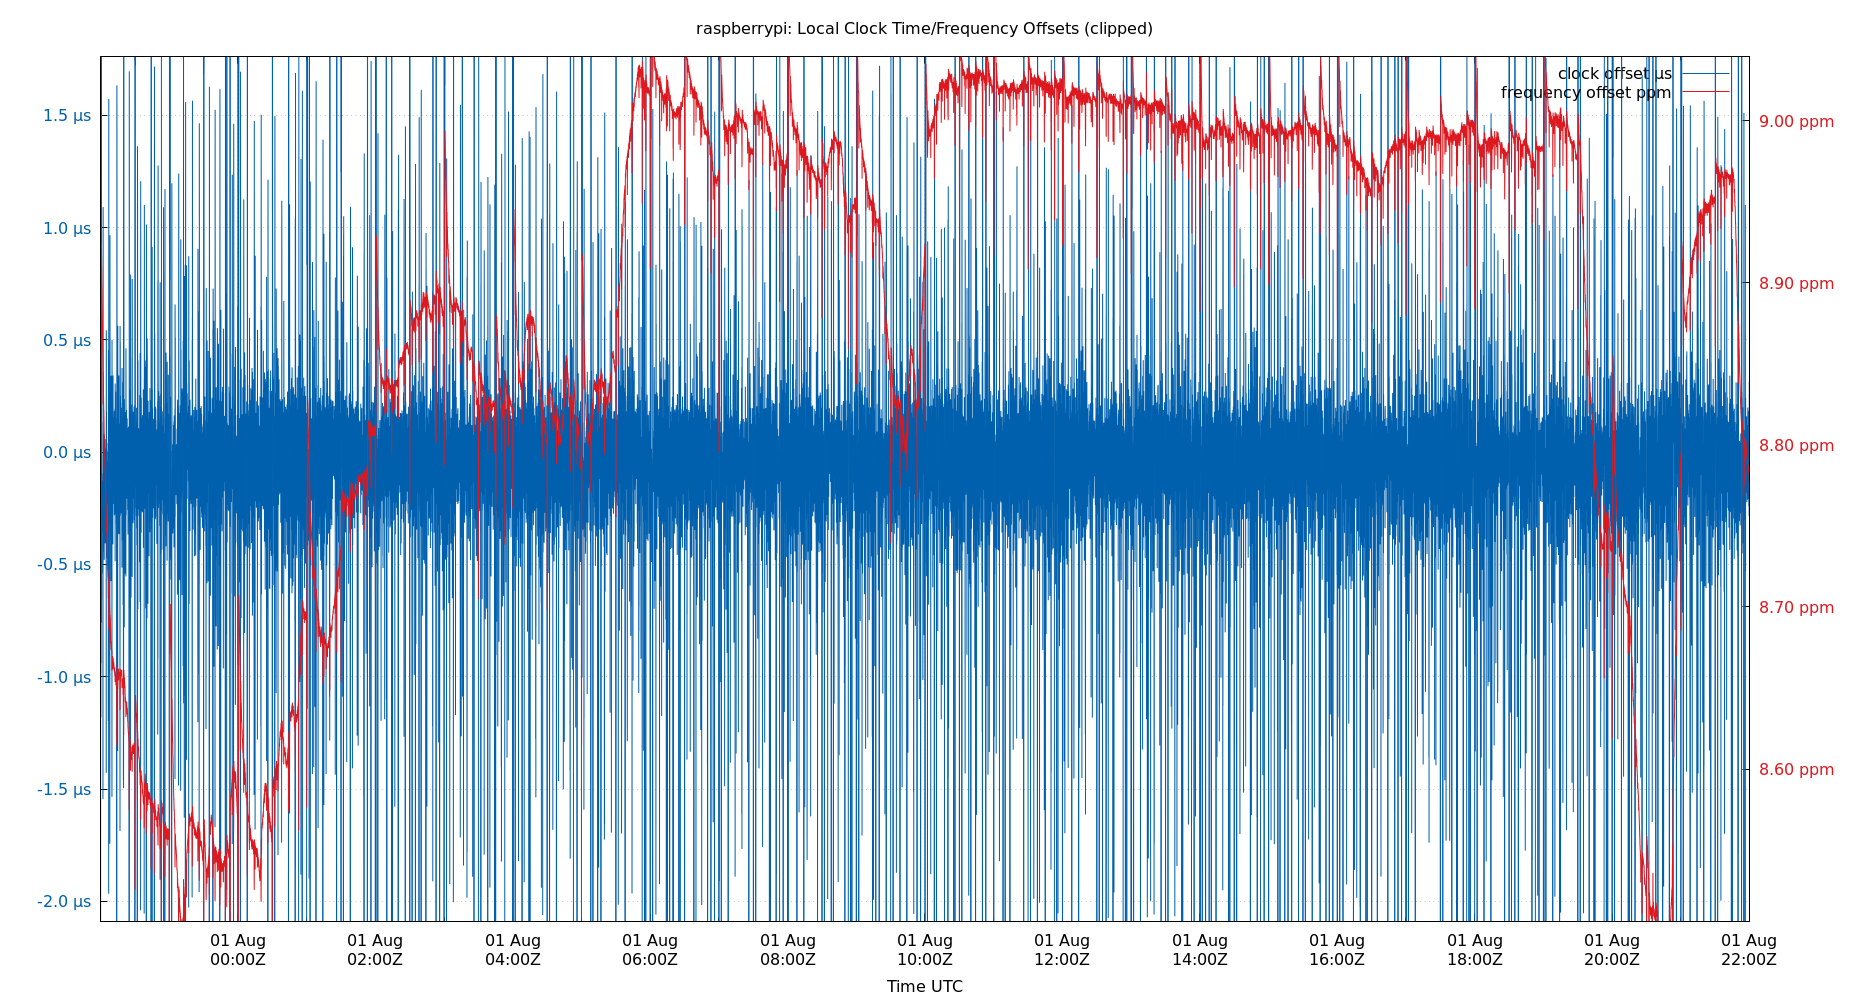 raspberrypi: Local Clock Time/Frequency Offsets (clipped)
clock offset µs
frequency offset ppm
1.5 µs
1.0 µs
0.5 µs
0.0 µs
-0.5 µs
-1.0 µs
-1.5 µs
-2.0 µs
9.00 ppm
8.90 ppm
8.80 ppm
8.70 ppm
8.60 ppm
01 Aug 01 Aug 01 Aug 01 Aug 01 Aug 01 Aug 01 Aug 01 Aug 01 Aug 01 Aug 01 Aug 01 Aug
00:00Z 02:00Z 04:00Z 06:00Z 08:00Z 10:00Z 12:00Z 14:00Z 16:00Z 18:00Z 20:00Z 22:00Z
Time UTC